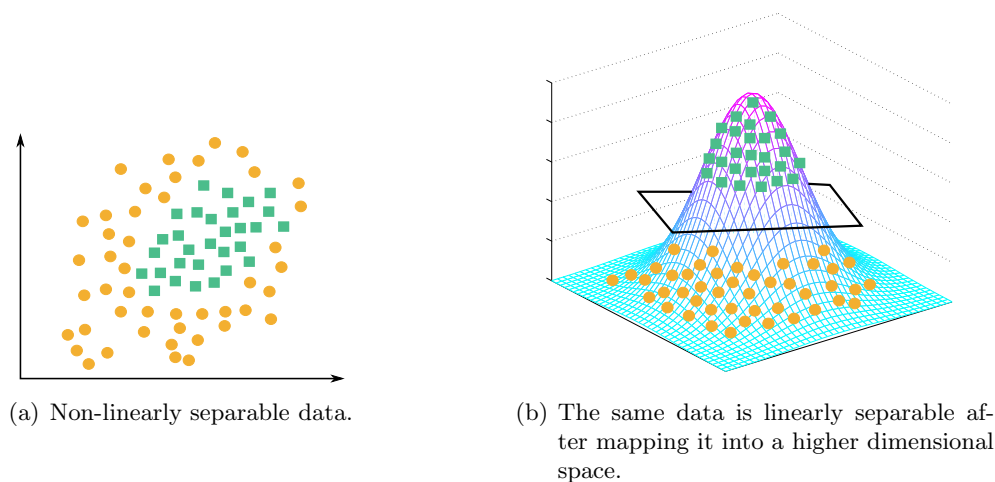 (a) Non-linearly separable data.
(b) The same data is linearly separable af-
ter mapping it into a higher dimensional
space.